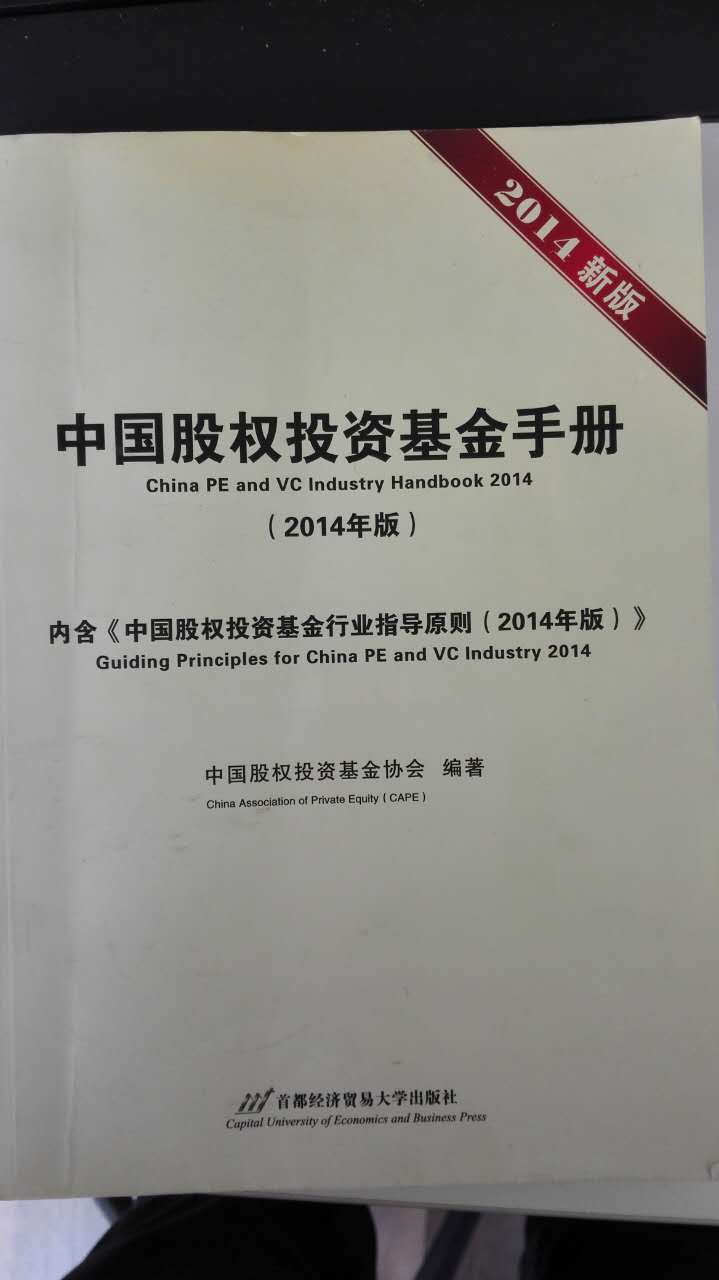 2014 新版
中国股权投资基金手册
China PE and VC Industry Handbook 2014
（2014年版）
内含《中国股权投资基金行业指导原则（2014年版）》
Guiding Principles for China PE and VC Industry 2014
中国股权投资基金协会 编著
China Association of Private Equity（CAPE）
首都经济贸易大学出版社
Capital University of Economics and Business Press